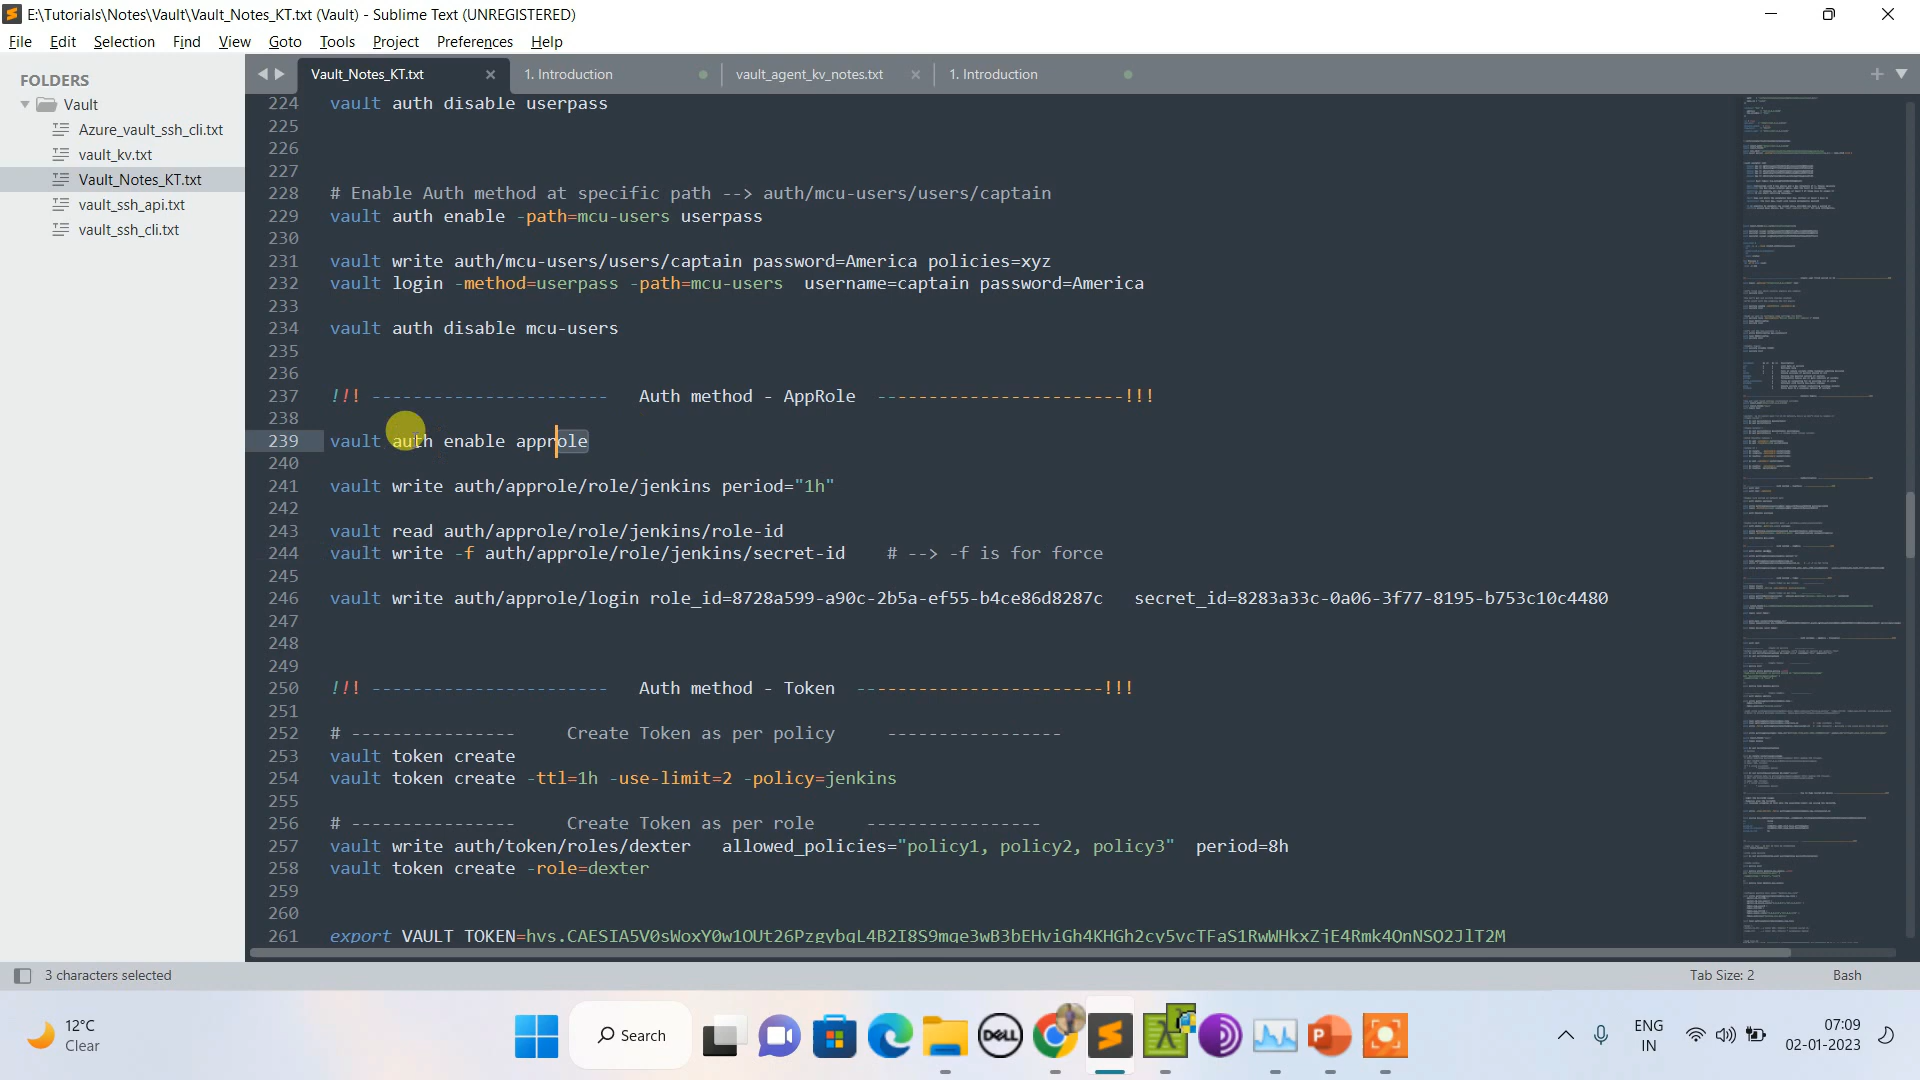 E:\Tutorials\Notes\Vault\Vault_Notes_KT.txt (Vault) - Sublime Text (UNREGISTERED)
File Edit Selection Find View Goto Tools Project Preferences Help
FOLDERS
Vault
Azure_vault_ssh_cli.txt
vault_kv.txt
Vault_Notes_KT.txt
vault_ssh_api.txt
vault_ssh_cli.txt
Vault_Notes_KT.txt 1. Introduction vault_agent_kv_notes.txt 1. Introduction
224 vault auth disable userpass
225
226
227
228 # Enable Auth method at specific path --> auth/mcu-users/users/captain
229 vault auth enable -path=mcu-users userpass
230
231 vault write auth/mcu-users/users/captain password=America policies=xyz
232 vault login -method=userpass -path=mcu-users  username=captain password=America
233
234 vault auth disable mcu-users
235
236
237 !!! -----------------------   Auth method - AppRole  ------------------------!!!
238
239 vault auth enable approle
240
241 vault write auth/approle/role/jenkins period="1h"
242
243 vault read auth/approle/role/jenkins/role-id
244 vault write -f auth/approle/role/jenkins/secret-id    # --> -f is for force
245
246 vault write auth/approle/login role_id=8728a599-a90c-2b5a-ef55-b4ce86d8287c   secret_id=8283a33c-0a06-3f77-8195-b753c10c4480
247
248
249
250 !!! -----------------------   Auth method - Token  ------------------------!!!
251
252 # ----------------     Create Token as per policy     -----------------
253 vault token create
254 vault token create -ttl=1h -use-limit=2 -policy=jenkins
255
256 # ----------------     Create Token as per role     -----------------
257 vault write auth/token/roles/dexter   allowed_policies="policy1, policy2, policy3"  period=8h
258 vault token create -role=dexter
259
260
261 export VAULT_TOKEN=hvs.CAESIA5V0sWoxY0w1OUt26PzgybqL4B2I8S9mqe3wB3bEHviGh4KHGh2cy5vcTFaS1RwWHkxZjE4Rmk4QnNSQ2JlT2M
3 characters selected
Tab Size: 2
Bash
12°C
Clear
Search
DELL
ENG
IN
07:09
02-01-2023